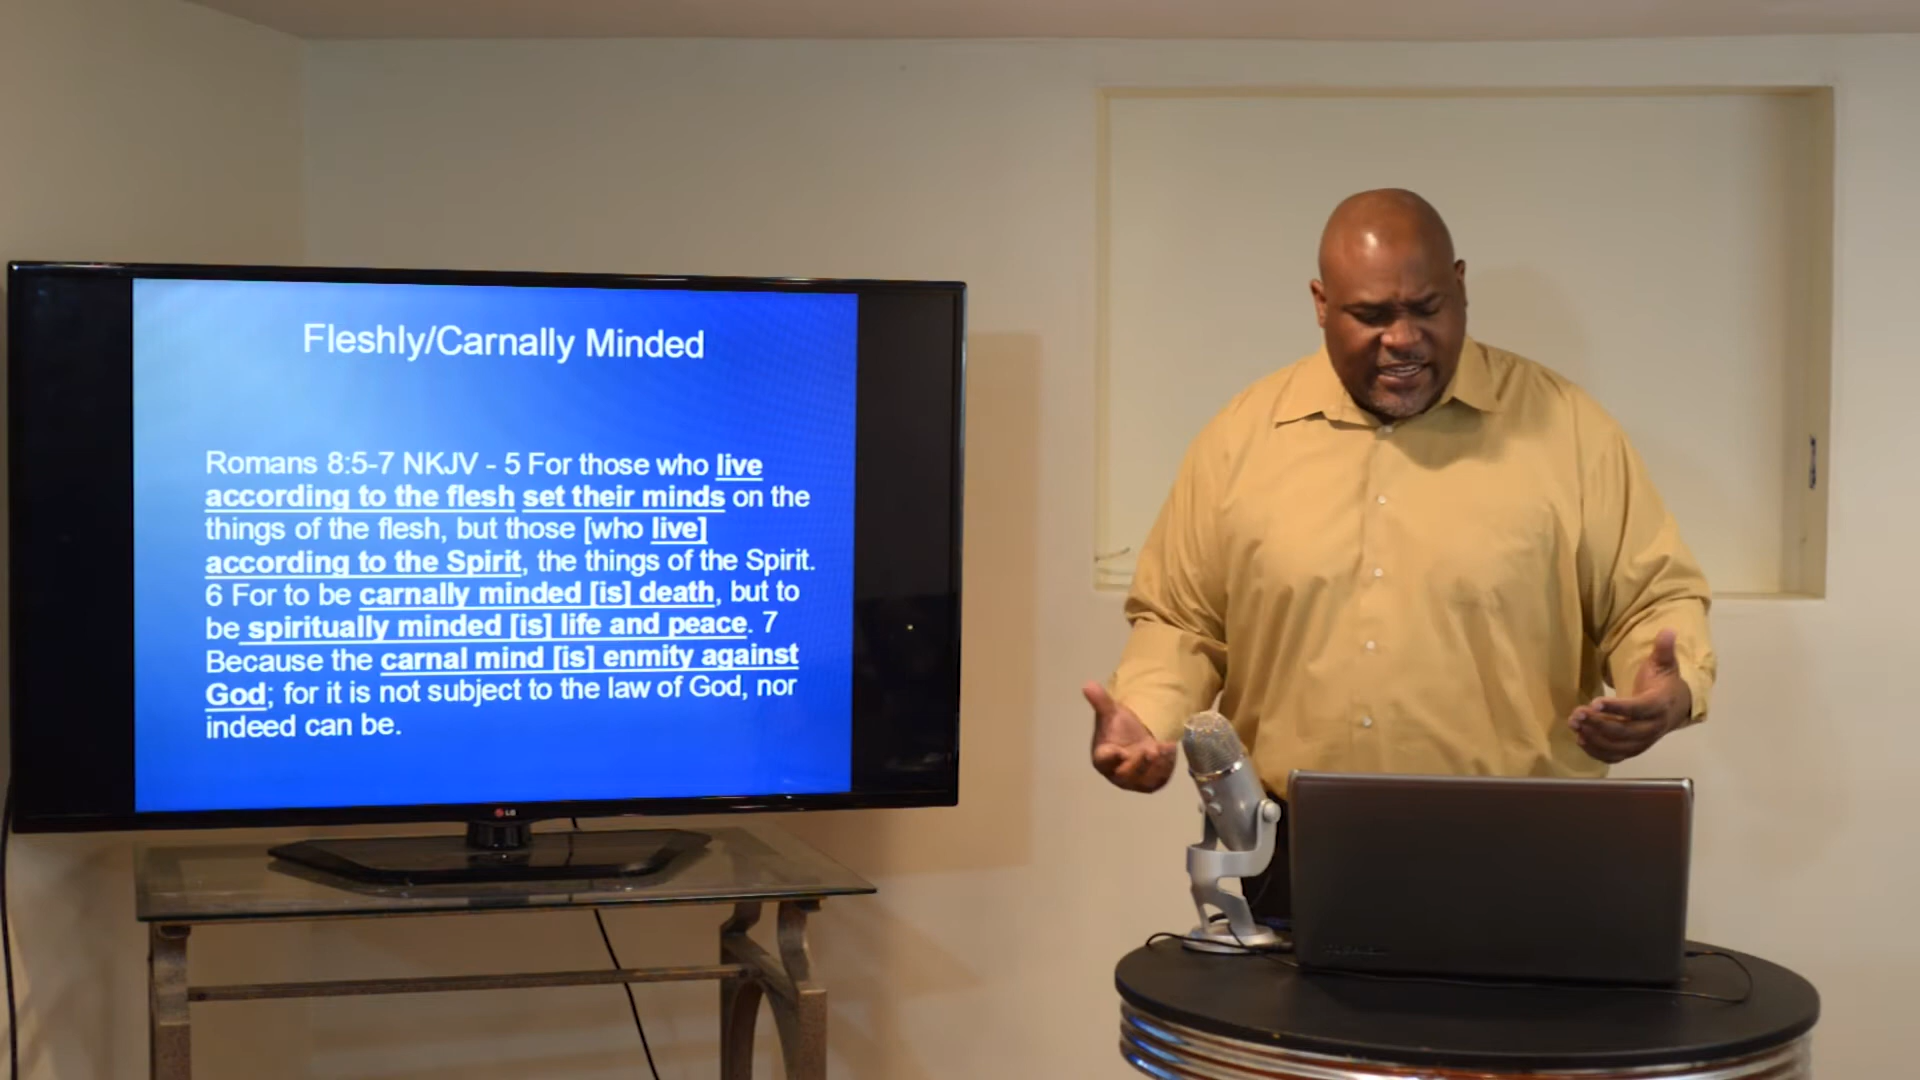 Fleshly/Carnally Minded
Romans 8:5-7 NKJV - 5 For those who live
according to the flesh set their minds on the
things of the flesh, but those [who live]
according to the Spirit, the things of the Spirit.
6 For to be carnally minded [is] death, but to
be spiritually minded [is] life and peace. 7
Because the carnal mind [is] enmity against
God; for it is not subject to the law of God, nor
indeed can be.
LG